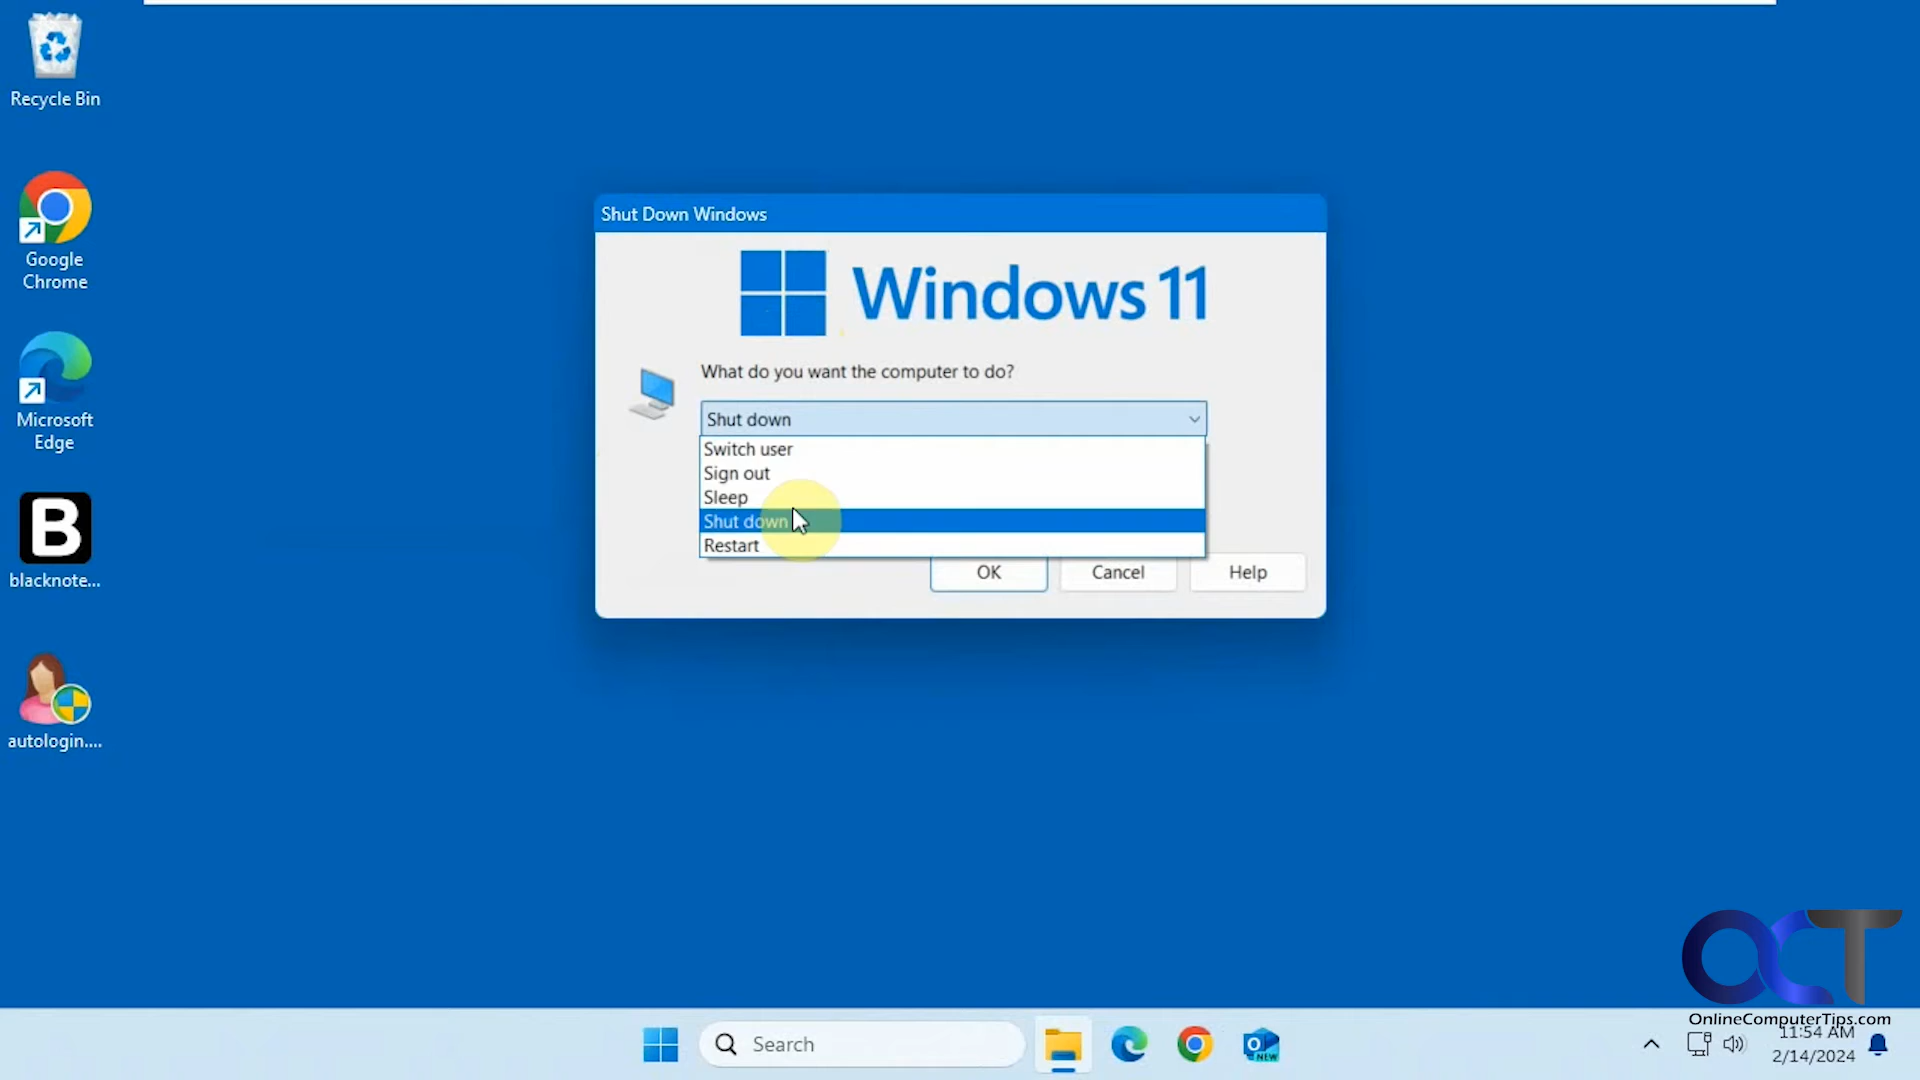 Recycle Bin
Google
Chrome
Microsoft
Edge
B
blacknote...
autologin....
Shut Down Windows
Windows 11
What do you want the computer to do?
Shut down
Switch user
Sign out
Sleep
Shut down
Restart
OK
Cancel
Help
OCT
OnlineComputerTips.com
Search
O
NEW
11:54 AM
2/14/2024